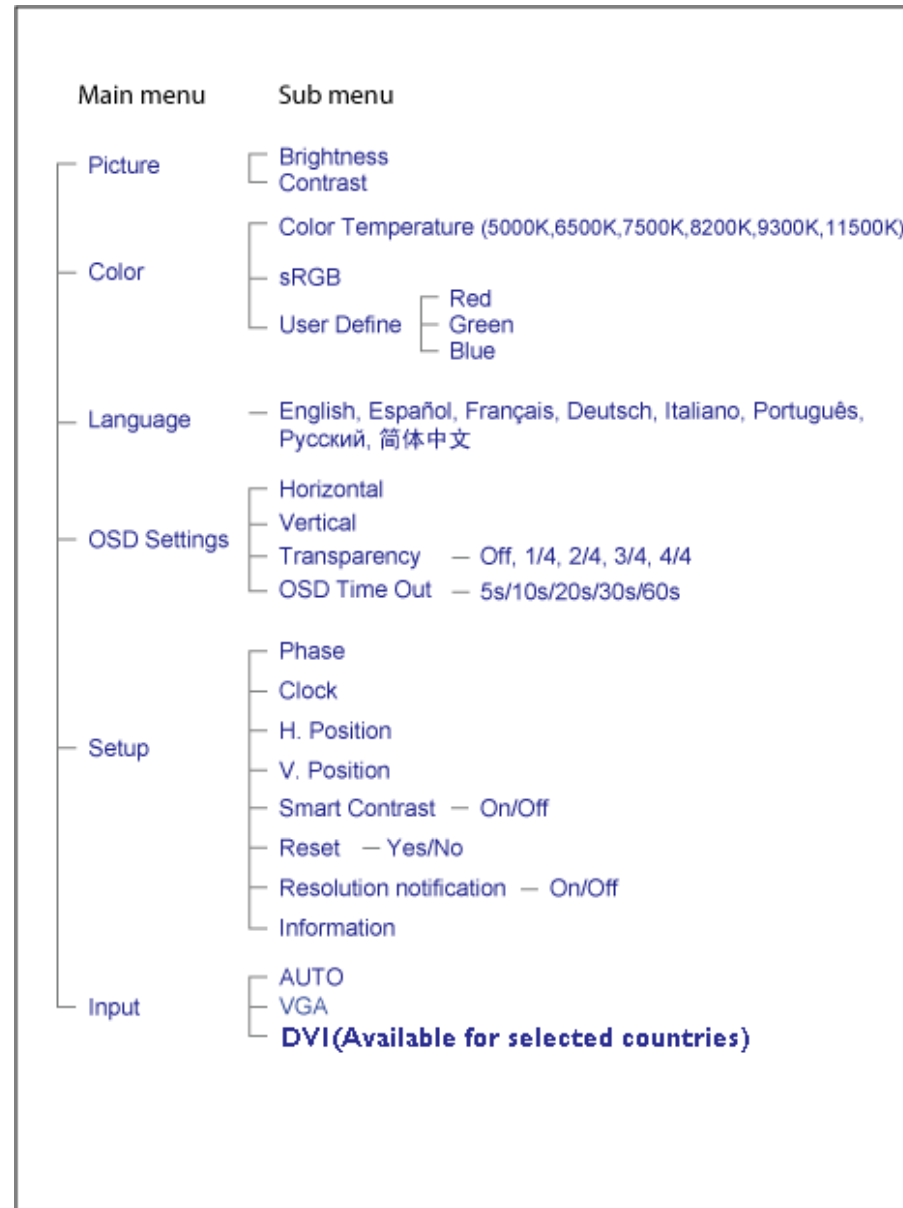 Main menu Sub menu
Picture Brightness
Contrast
Color Temperature (5000K,6500K,7500K,8200K,9300K,11500K)
Color sRGB
Red
User Define Green
Blue
Language English, Español, Français, Deutsch, Italiano, Português,
Русский, 简体中文
Horizontal
Vertical
OSD Settings Transparency Off, 1/4, 2/4, 3/4, 4/4
OSD Time Out 5s/10s/20s/30s/60s
Phase
Clock
H. Position
Setup V. Position
Smart Contrast On/Off
Reset Yes/No
Resolution notification On/Off
Information
AUTO
Input VGA
DVI(Available for selected countries)